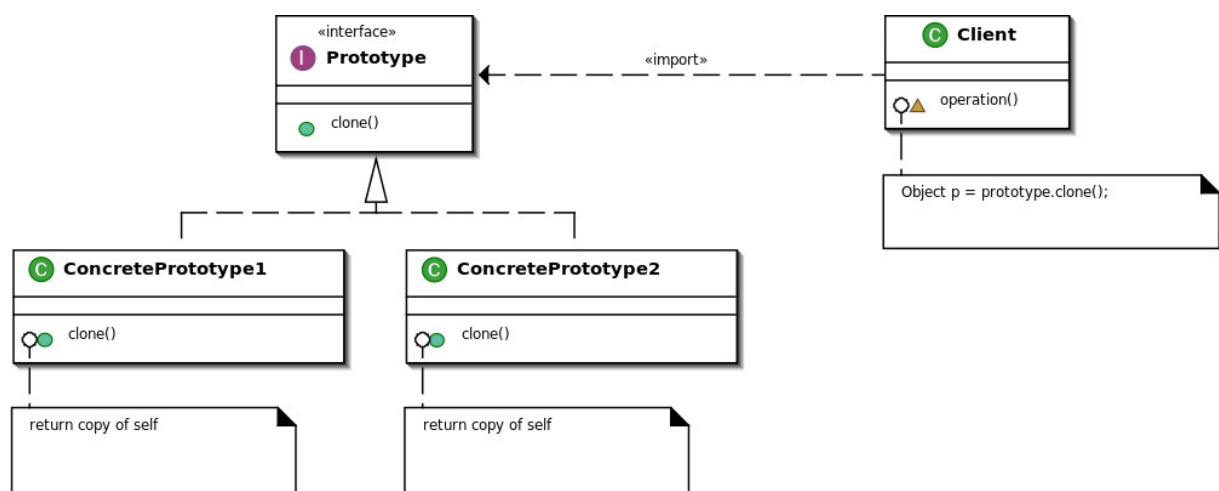 «interface»
I Prototype
clone()
«import»
C Client
operation()
Object p = prototype.clone();
C ConcretePrototype1
clone()
return copy of self
C ConcretePrototype2
clone()
return copy of self